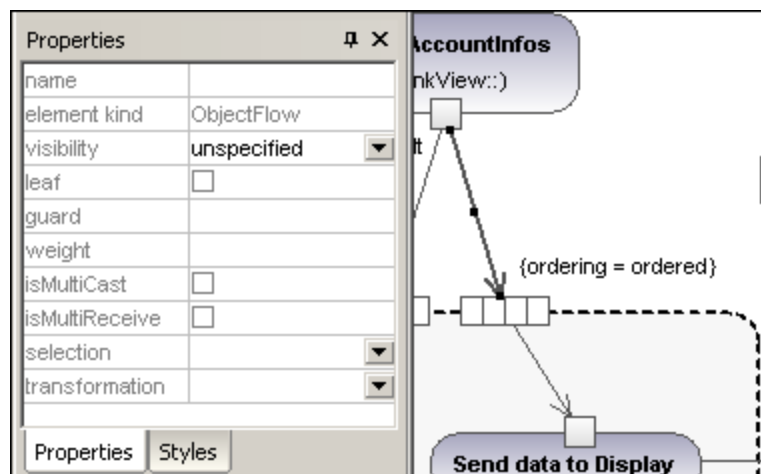 Properties
name
element kind ObjectFlow
visibility unspecified
leaf
guard
weight
isMultiCast
isMultiReceive
selection
transformation
Properties Styles
AccountInfos
nkView::)
lt
{ordering = ordered}
Send data to Display